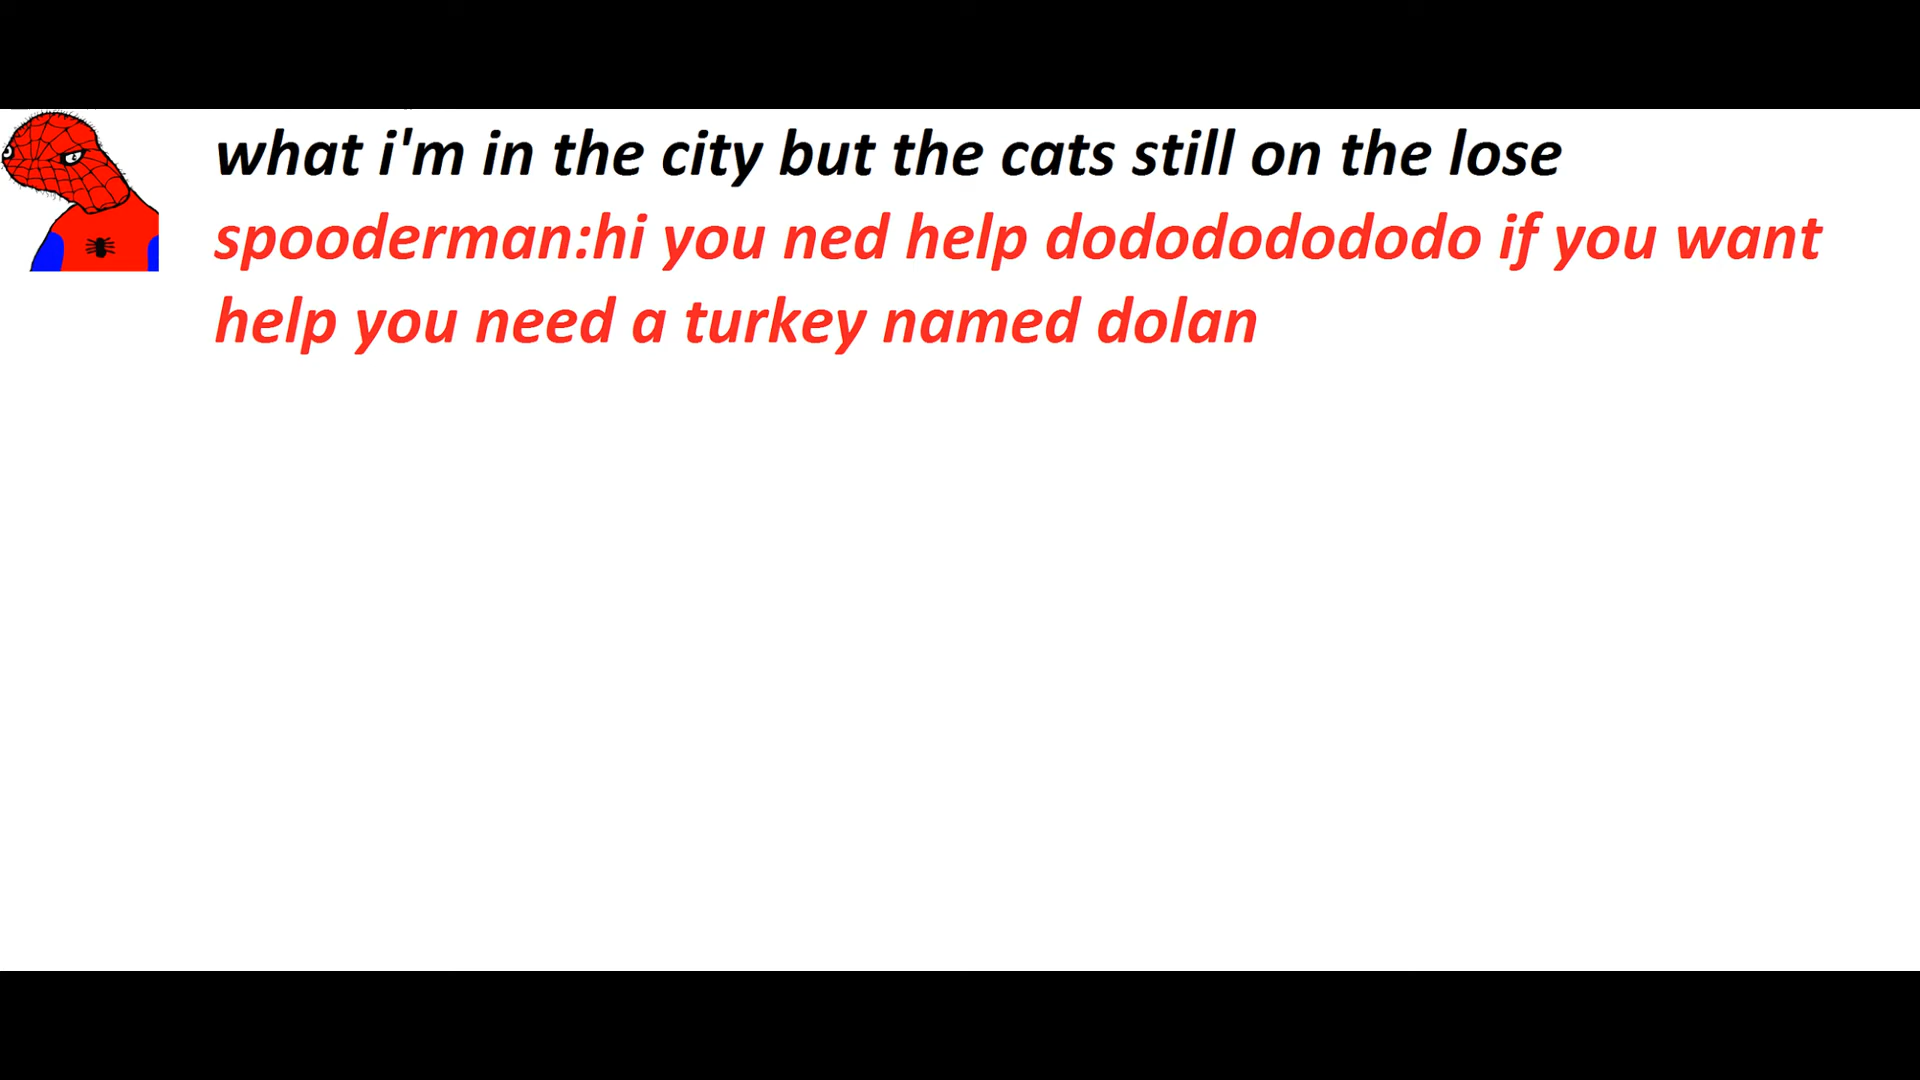 what i'm in the city but the cats still on the lose
spooderman:hi you ned help dododododododo if you want
help you need a turkey named dolan